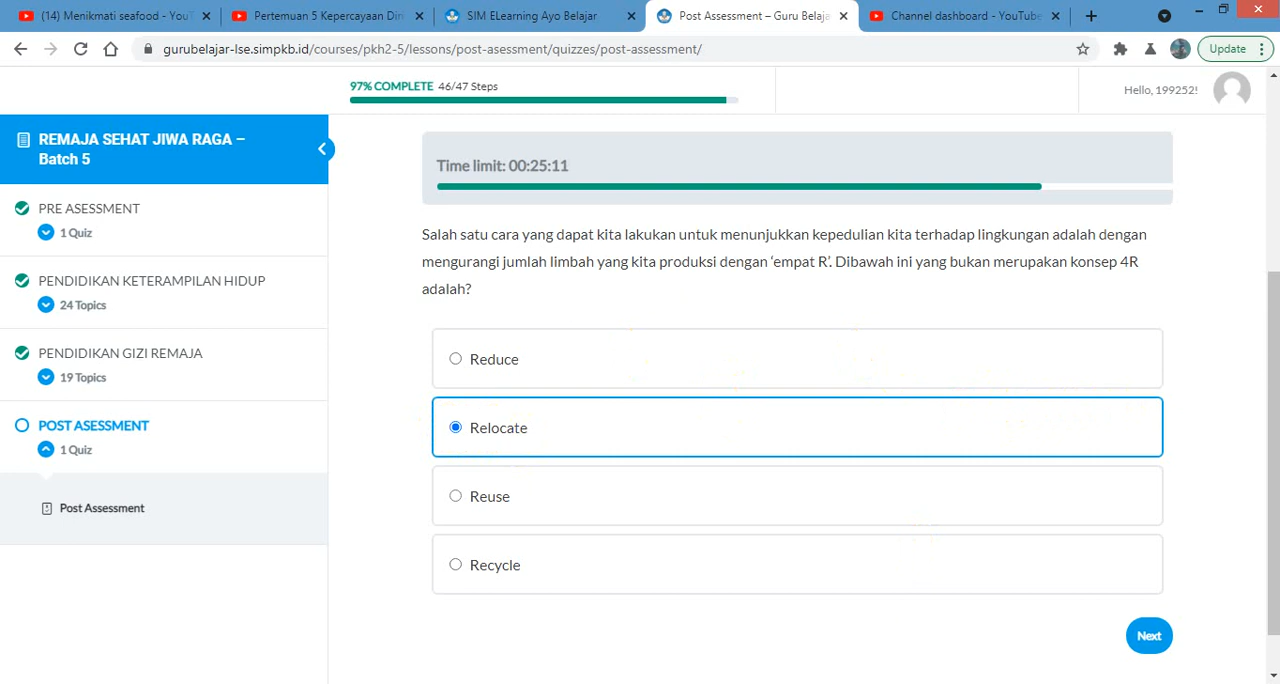 (14) Menikmati seafood - YouT
Pertemuan 5 Kepercayaan Diri
SIM ELearning Ayo Belajar
Post Assessment – Guru Belaja
Channel dashboard - YouTube
gurubelajar-lse.simpkb.id/courses/pkh2-5/lessons/post-asessment/quizzes/post-assessment/
Update
97% COMPLETE 46/47 Steps
Hello, 199252!
REMAJA SEHAT JIWA RAGA –
Batch 5
PRE ASESSMENT
1 Quiz
PENDIDIKAN KETERAMPILAN HIDUP
24 Topics
PENDIDIKAN GIZI REMAJA
19 Topics
POST ASESSMENT
1 Quiz
Post Assessment
Time limit: 00:25:11
Salah satu cara yang dapat kita lakukan untuk menunjukkan kepedulian kita terhadap lingkungan adalah dengan
mengurangi jumlah limbah yang kita produksi dengan ‘empat R’. Dibawah ini yang bukan merupakan konsep 4R
adalah?
Reduce
Relocate
Reuse
Recycle
Next